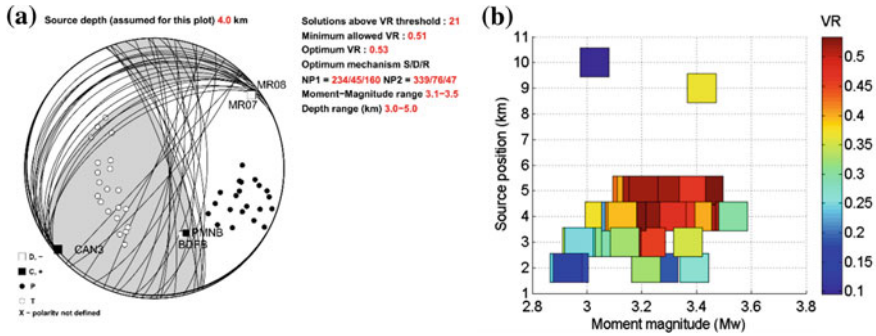 (a)
Source depth (assumed for this plot) 4.0 km
Solutions above VR threshold : 21
Minimum allowed VR : 0.51
Optimum VR : 0.53
Optimum mechanism S/D/R
NP1 = 234/45/160 NP2 = 339/76/47
Moment-Magnitude range 3.1-3.5
Depth range (km) 3.0-5.0
MR08
MR07
PMNB
BDFB
CAN3
D, -
C, +
P
T
X - polarity not defined
(b)
VR
Source position (km)
11
10
9
8
7
6
5
4
3
2
1
2.8 3 3.2 3.4 3.6 3.8
Moment magnitude (Mw)
0.5
0.45
0.4
0.35
0.3
0.25
0.2
0.15
0.1